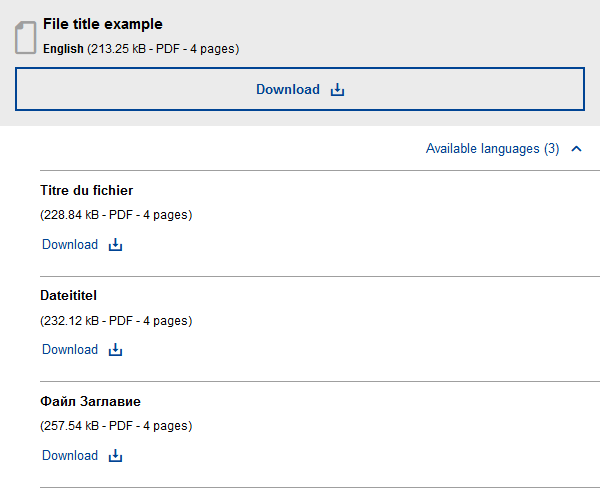 File title example
English (213.25 kB - PDF - 4 pages)
Download
Available languages (3)
Titre du fichier
(228.84 kB - PDF - 4 pages)
Download
Dateititel
(232.12 kB - PDF - 4 pages)
Download
Файл Заглавие
(257.54 kB - PDF - 4 pages)
Download